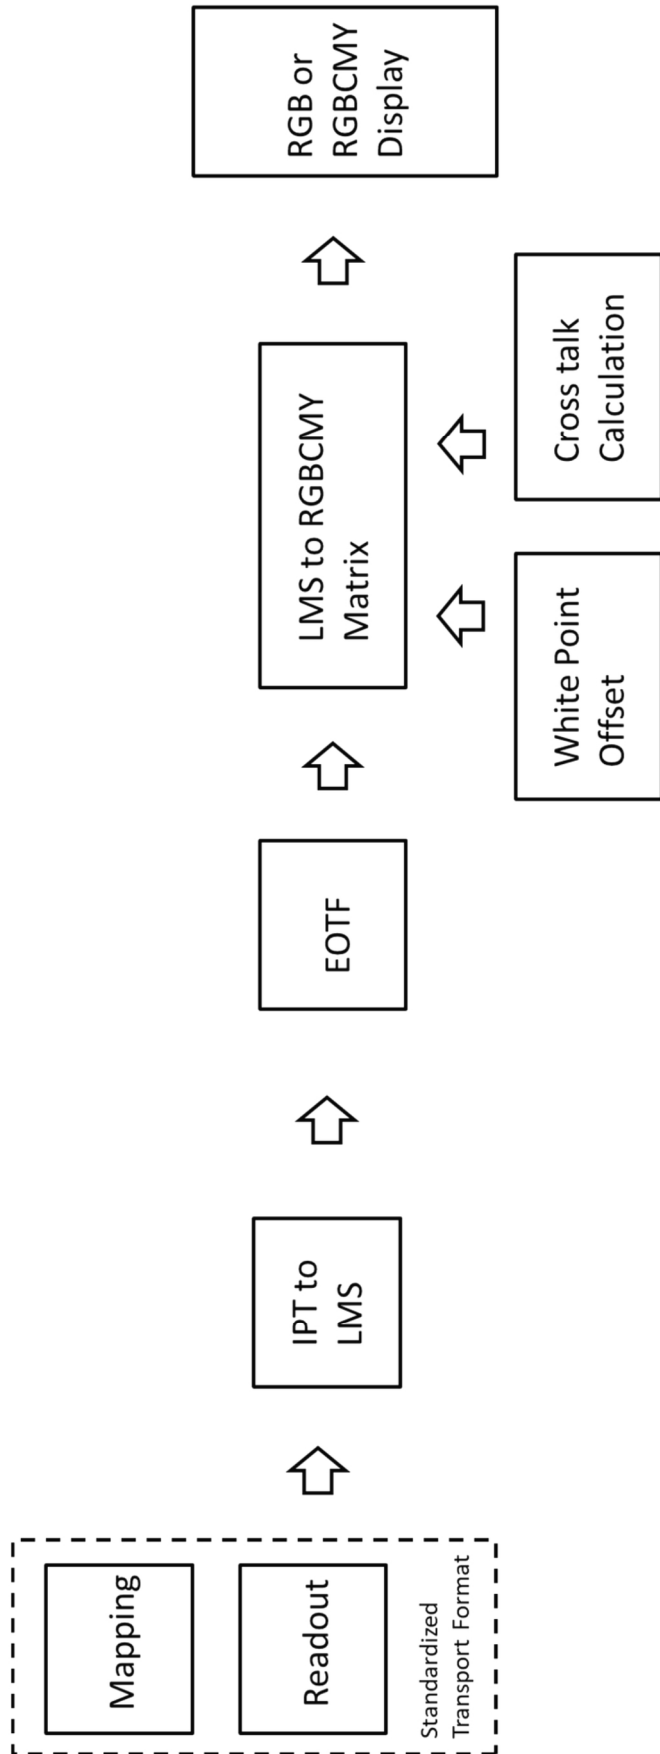 Mapping
Readout
Standardized
Transport Format
IPT to
LMS
EOTF
LMS to RGBCMY
Matrix
White Point
Offset
Cross talk
Calculation
RGB or
RGBCMY
Display